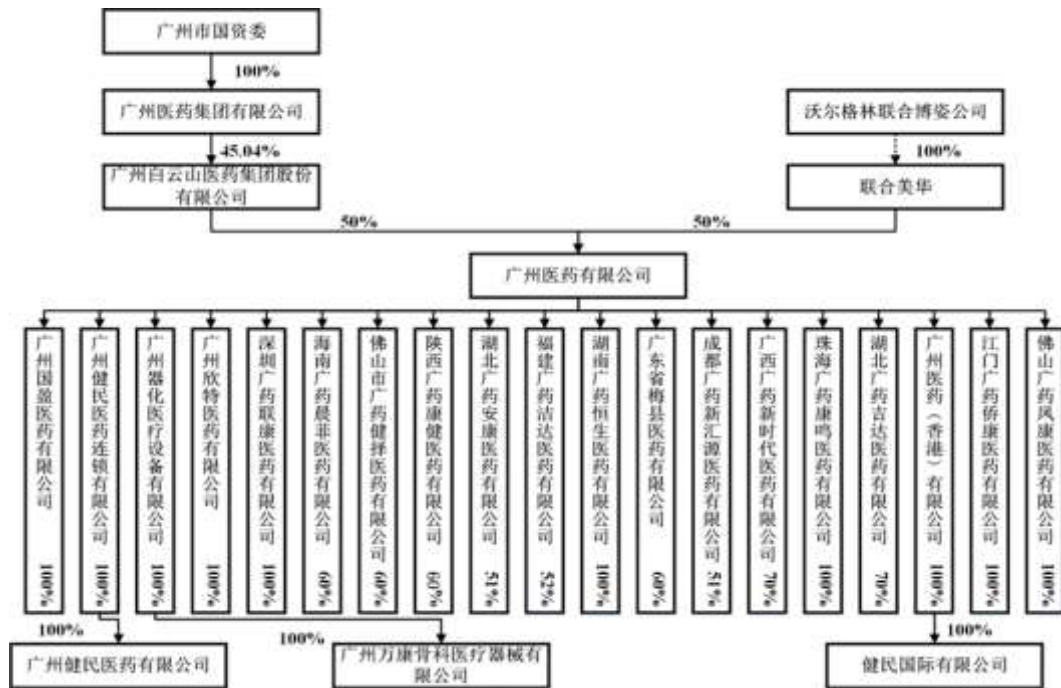 广州市国资委
100%
广州医药集团有限公司
沃尔格林联合博姿公司
45.04%
100%
广州白云山医药集团股份
有限公司
联合美华
50%
50%
广州医药有限公司
广州国盈医药有限公司 100%
广州健民医药连锁有限公司 100%
广州器化医疗设备有限公司 100%
广州欣特医药有限公司 100%
深圳广药联康医药有限公司 100%
海南广药晨菲医药有限公司 60%
佛山市广药健择医药有限公司 60%
陕西广药康健医药有限公司 60%
湖北广药安康医药有限公司 51%
福建广药洁达医药有限公司 52%
湖南广药恒生医药有限公司 100%
广东省梅县医药有限公司 60%
成都广药新汇源医药有限公司 51%
广西广药新时代医药有限公司 70%
珠海广药康鸣医药有限公司 100%
湖北广药吉达医药有限公司 70%
广州医药（香港）有限公司 100%
江门广药侨康医药有限公司 100%
佛山广药凤康医药有限公司 100%
100%
100%
100%
广州健民医药有限公司
广州万康骨科医疗器械有
限公司
健民国际有限公司